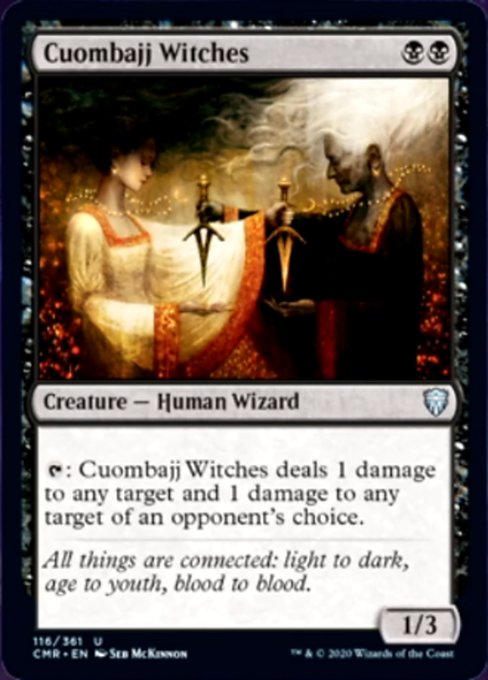 Cuombajj Witches
Creature — Human Wizard
: Cuombajj Witches deals 1 damage
to any target and 1 damage to any
target of an opponent's choice.
All things are connected: light to dark,
age to youth, blood to blood.
1/3
116/361 U
CMR • EN Seb McKinnon
™ & © 2020 Wizards of the Coast